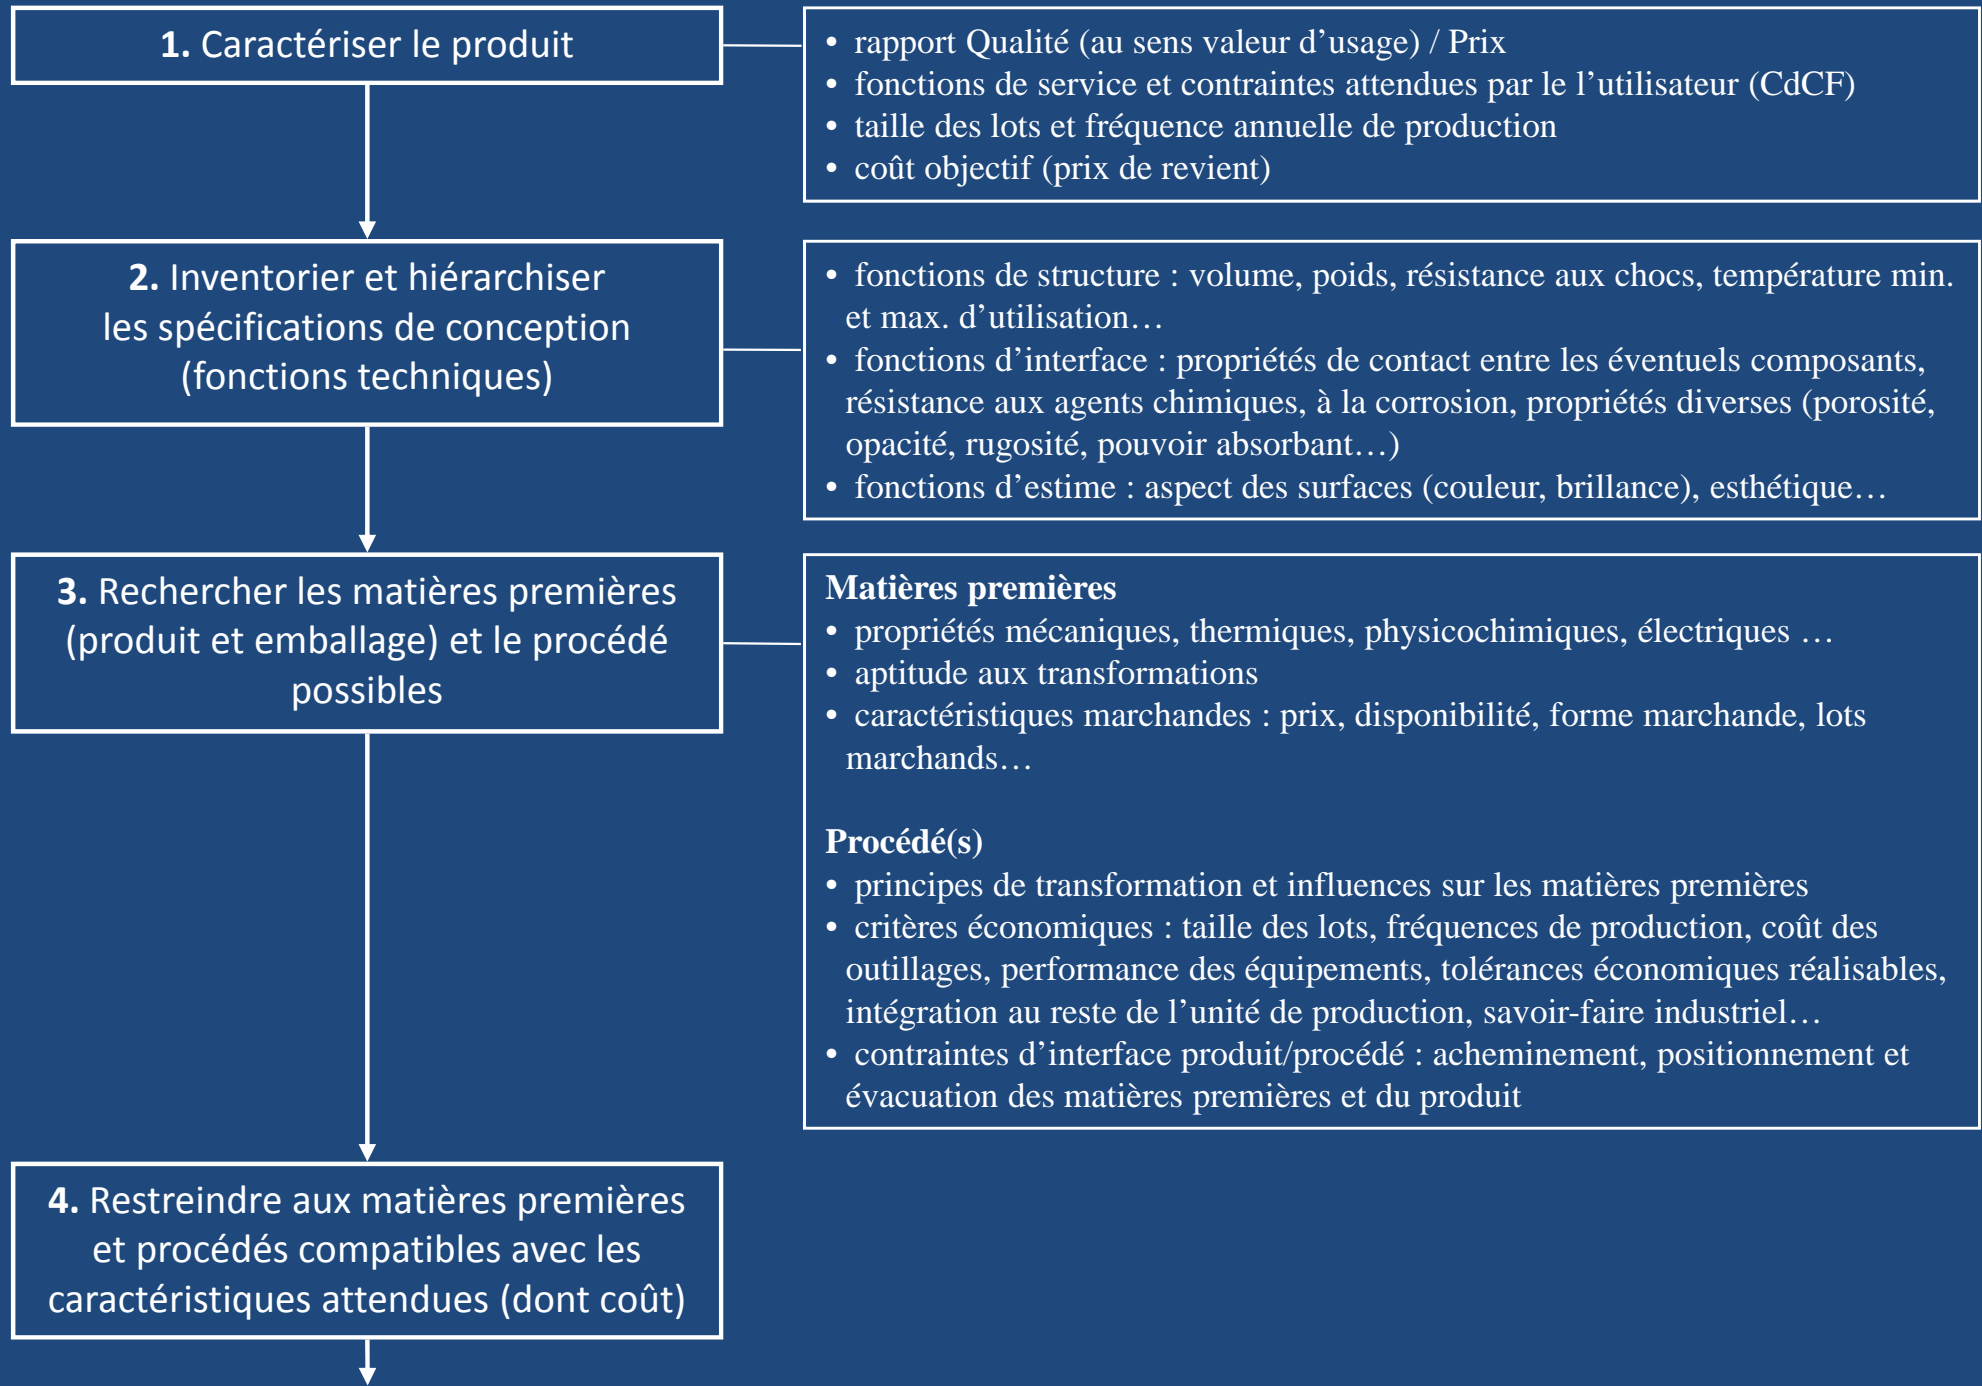 1. Caractériser le produit
• rapport Qualité (au sens valeur d’usage) / Prix
• fonctions de service et contraintes attendues par le l’utilisateur (CdCF)
• taille des lots et fréquence annuelle de production
• coût objectif (prix de revient)
2. Inventorier et hiérarchiser
les spécifications de conception
(fonctions techniques)
• fonctions de structure : volume, poids, résistance aux chocs, température min.
et max. d’utilisation…
• fonctions d’interface : propriétés de contact entre les éventuels composants,
résistance aux agents chimiques, à la corrosion, propriétés diverses (porosité,
opacité, rugosité, pouvoir absorbant…)
• fonctions d’estime : aspect des surfaces (couleur, brillance), esthétique…
3. Rechercher les matières premières
(produit et emballage) et le procédé
possibles
Matières premières
• propriétés mécaniques, thermiques, physicochimiques, électriques …
• aptitude aux transformations
• caractéristiques marchandes : prix, disponibilité, forme marchande, lots
marchands…
Procédé(s)
• principes de transformation et influences sur les matières premières
• critères économiques : taille des lots, fréquences de production, coût des
outillages, performance des équipements, tolérances économiques réalisables,
intégration au reste de l’unité de production, savoir-faire industriel…
• contraintes d’interface produit/procédé : acheminement, positionnement et
évacuation des matières premières et du produit
4. Restreindre aux matières premières
et procédés compatibles avec les
caractéristiques attendues (dont coût)